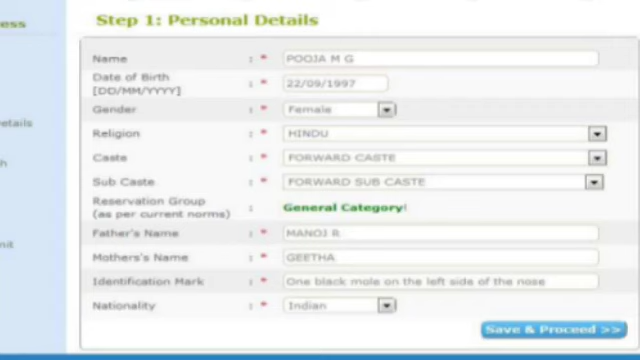 ess
Step 1: Personal Details
Name : * POOJA M G
Date of Birth
[DD/MM/YYYY] : * 22/09/1997
Gender : * Female
etails
Religion : * HINDU
h
Caste : * FORWARD CASTE
Sub Caste : * FORWARD SUB CASTE
Reservation Group
(as per current norms) : General Category!
Father's Name : * MANOJ R
nit
Mothers's Name : * GEETHA
Identification Mark : * One black mole on the left side of the nose
Nationality : * Indian
Save & Proceed >>